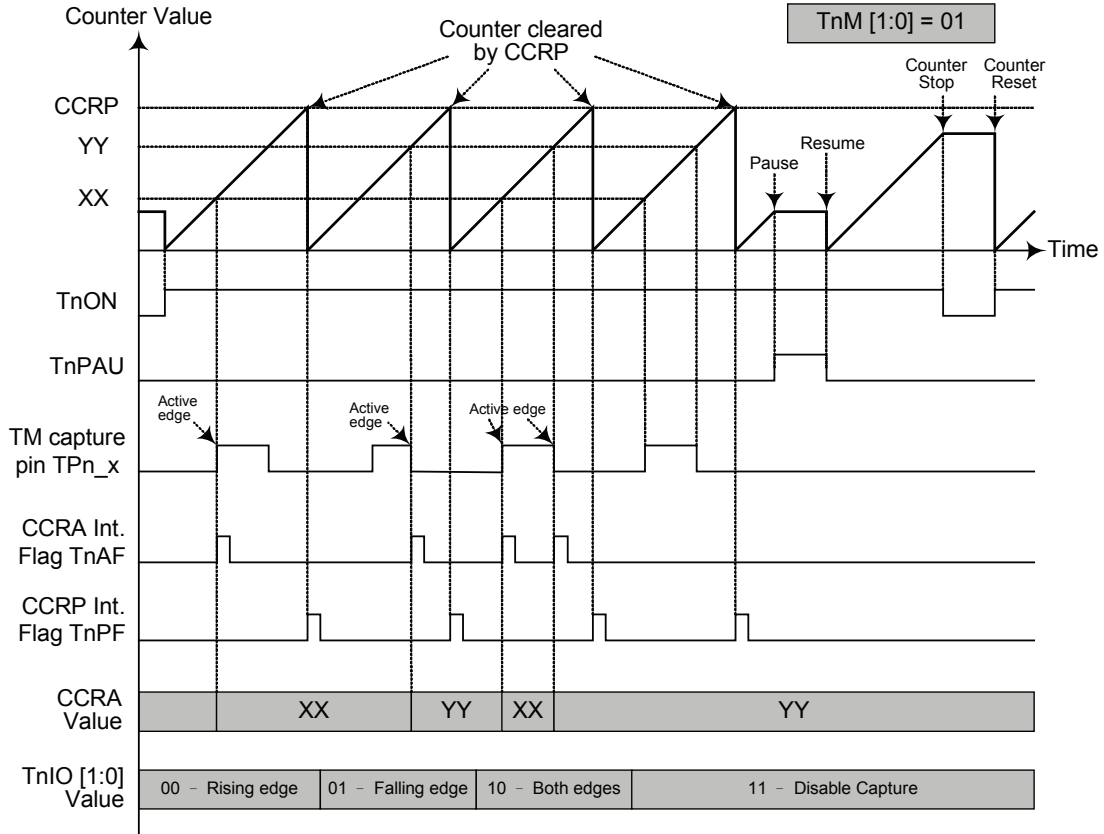 Counter Value
TnM [1:0] = 01
Counter cleared
by CCRP
Counter
Stop
Counter
Reset
CCRP
YY
XX
Pause
Resume
Time
TnON
TnPAU
Active
edge
Active
edge
Active edge
TM capture
pin TPn_x
CCRA Int.
Flag TnAF
CCRP Int.
Flag TnPF
CCRA
Value
XX
YY
XX
YY
TnIO [1:0]
Value
00 – Rising edge
01 – Falling edge
10 – Both edges
11 – Disable Capture